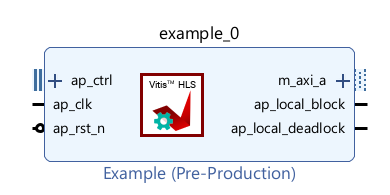 example_0
ap_ctrl
ap_clk
ap_rst_n
Vitis™ HLS
m_axi_a
ap_local_block
ap_local_deadlock
Example (Pre-Production)